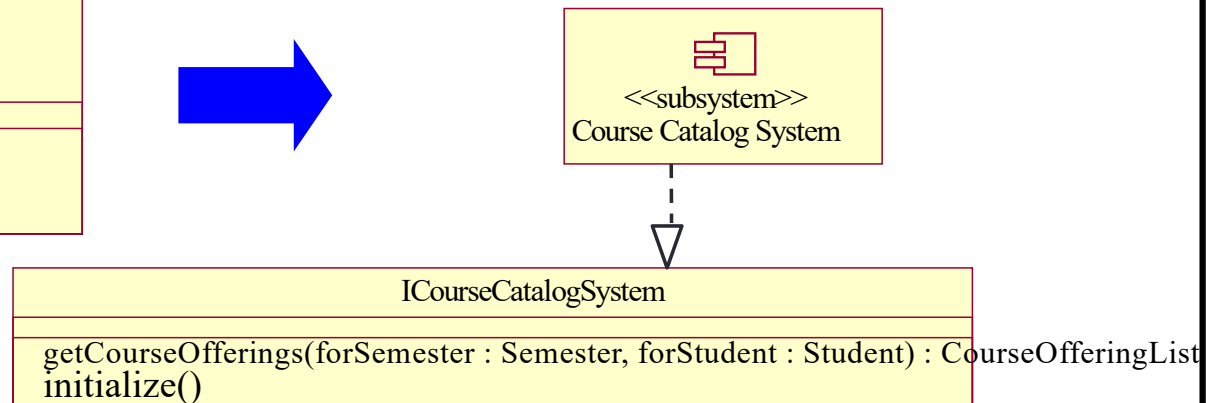 <<subsystem>>
Course Catalog System
ICourseCatalogSystem
getCourseOfferings(forSemester : Semester, forStudent : Student) : CourseOfferingList
initialize()